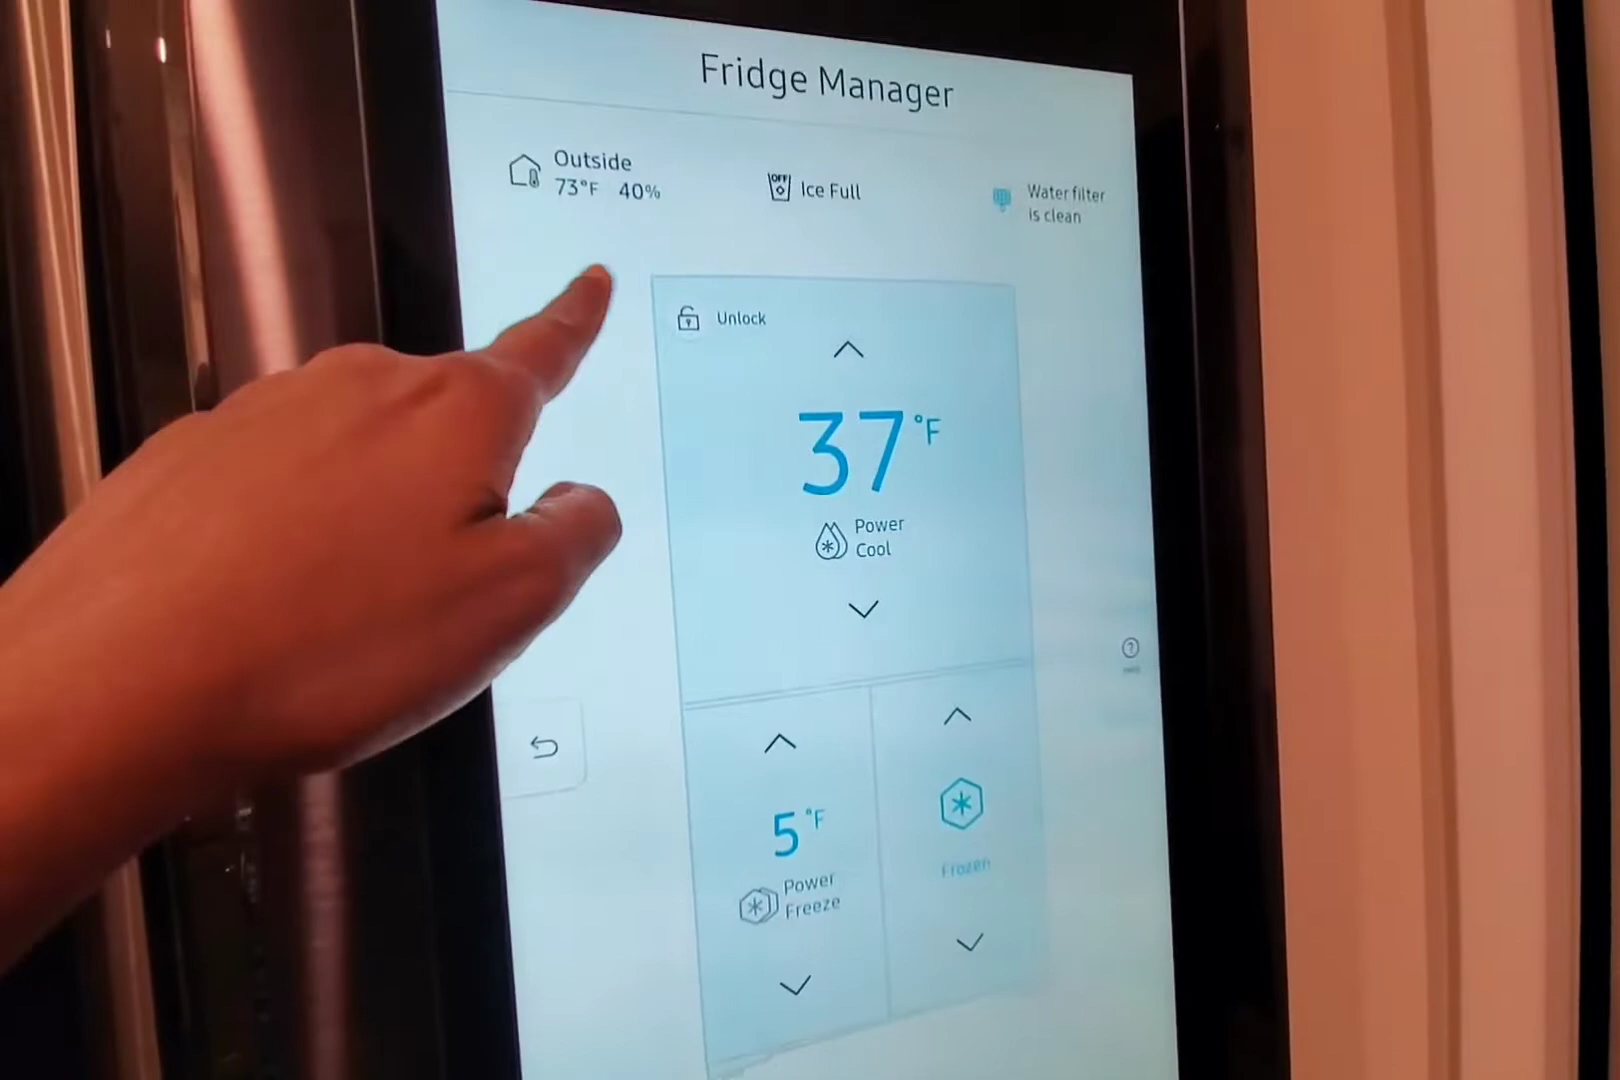 Fridge Manager
Outside
73°F 40%
OFF
Ice Full
Water filter
is clean
Unlock
37°F
Power
Cool
5°F
Power
Freeze
Frozen